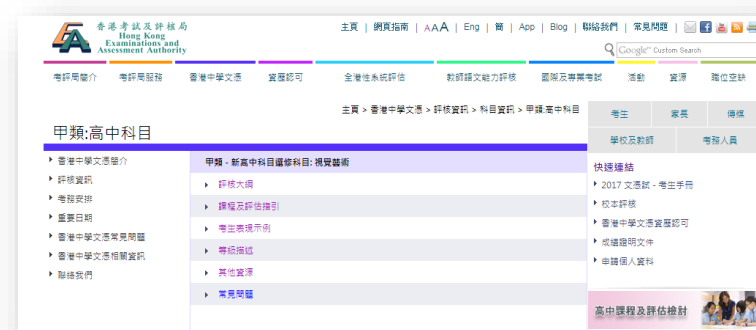 香港考試及評核局
Hong Kong
Examinations and
Assessment Authority
主頁 | 網頁指南 | AAA | Eng | 簡 | App | Blog | 聯絡我們 | 常見問題 |
Google™ Custom Search
考評局簡介 考評局服務 香港中學文憑 資歷認可 全港性系統評估 教師語文能力評核 國際及專業考試 活動 資源 職位空缺
主頁 > 香港中學文憑 > 評核資訊 > 科目資訊 > 甲類:高中科目
甲類:高中科目
香港中學文憑簡介
評核資訊
考務安排
重要日期
香港中學文憑常見問題
香港中學文憑相關資訊
聯絡我們
甲類 - 新高中科目選修科目: 視覺藝術
評核大綱
課程及評估指引
考生表現示例
等級描述
其他資源
常見問題
考生 家長 傳媒
學校及教師 考務人員
快速連結
2017 文憑試 - 考生手冊
校本評核
香港中學文憑資歷認可
成績證明文件
申請個人資料
高中課程及評估檢討